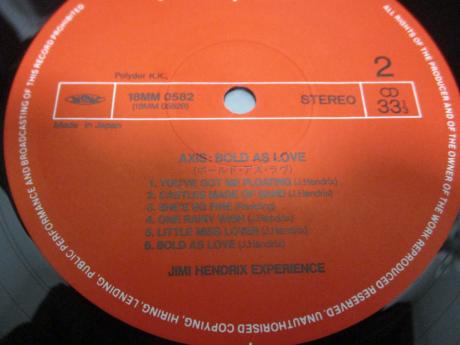 Polydor K.K.
18MM 0582
(18MM 05829)
Made in Japan
STEREO
2
33⅓
AXIS: BOLD AS LOVE
(ボールド・アズ・ラヴ)
1. YOU'VE GOT ME FLOATING (J.Hendrix)
2. CASTLES MADE OF SAND (J.Hendrix)
3. SHE'S SO FINE (Redding)
4. ONE RAINY WISH (J.Hendrix)
5. LITTLE MISS LOVER (J.Hendrix)
6. BOLD AS LOVE (J.Hendrix)
JIMI HENDRIX EXPERIENCE
ALL RIGHTS OF THE PRODUCER AND OF THE OWNER OF THE WORK REPRODUCED RESERVED. UNAUTHORISED COPYING, HIRING, LENDING, PUBLIC PERFORMANCE AND BROADCASTING OF THIS RECORD PROHIBITED